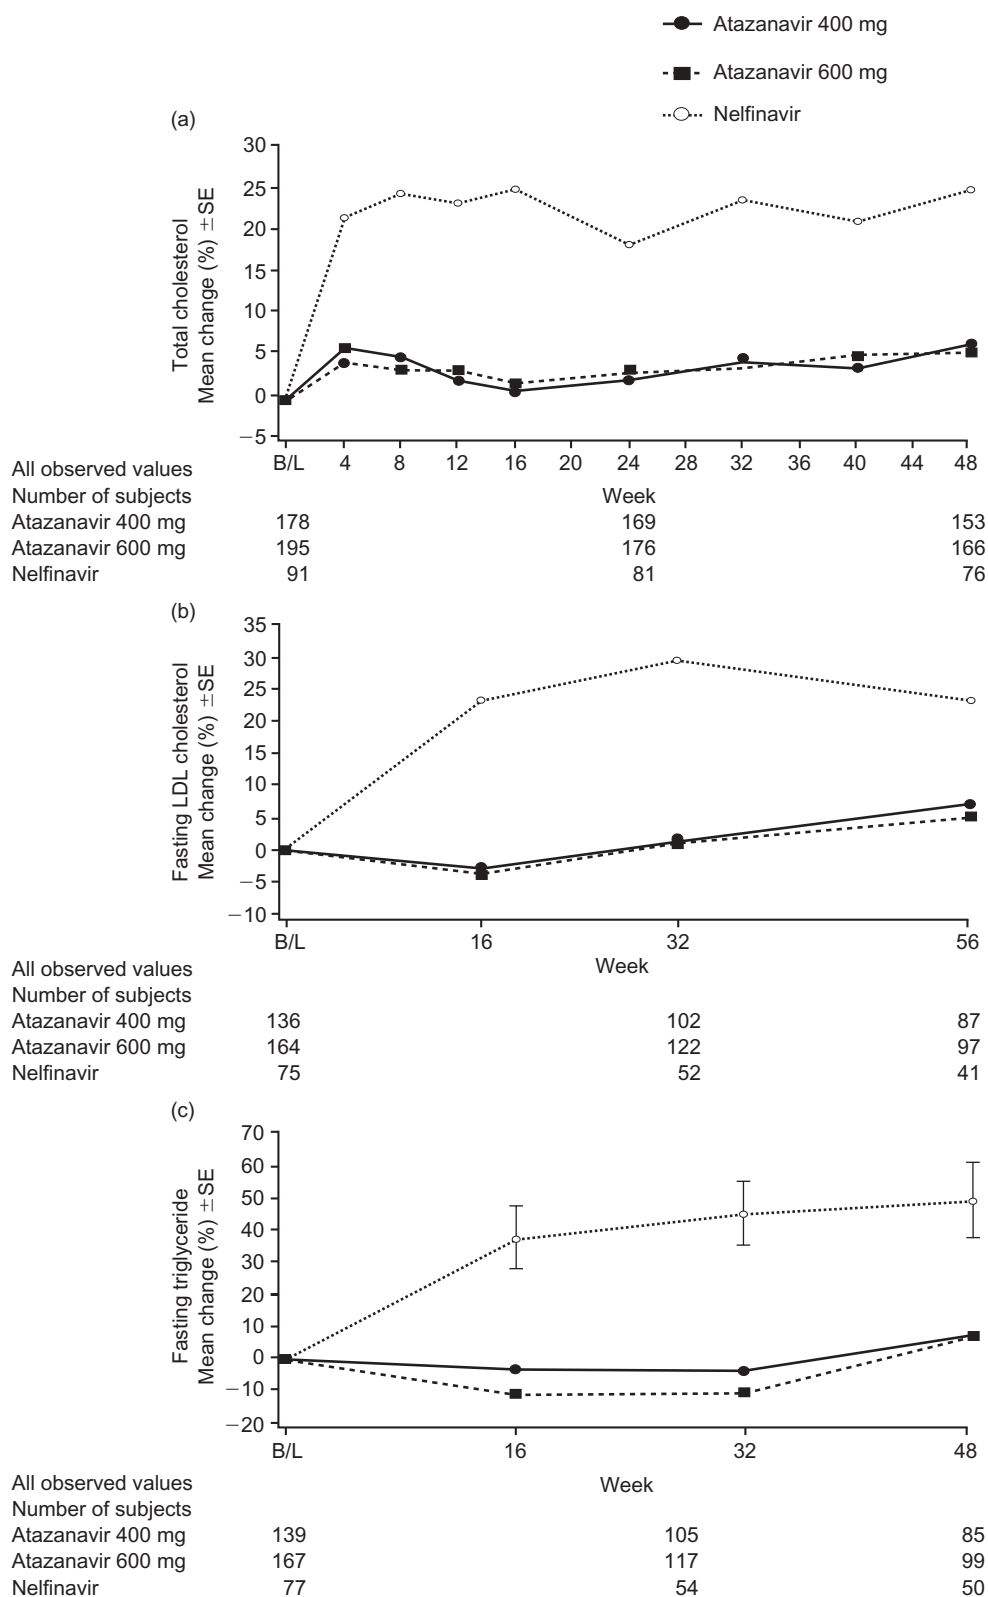 Atazanavir 400 mg
Atazanavir 600 mg
Nelfinavir
(a)
Total cholesterol
Mean change (%) ±SE
30
25
20
15
10
5
0
−5
B/L 4 8 12 16 20 24 28 32 36 40 44 48
All observed values
Number of subjects
Week
Atazanavir 400 mg 178 169 153
Atazanavir 600 mg 195 176 166
Nelfinavir 91 81 76
(b)
Fasting LDL cholesterol
Mean change (%) ±SE
35
30
25
20
15
10
5
0
−5
−10
B/L 16 32 56
Week
All observed values
Number of subjects
Atazanavir 400 mg 136 102 87
Atazanavir 600 mg 164 122 97
Nelfinavir 75 52 41
(c)
Fasting triglyceride
Mean change (%) ±SE
70
60
50
40
30
20
10
0
−10
−20
B/L 16 32 48
Week
All observed values
Number of subjects
Atazanavir 400 mg 139 105 85
Atazanavir 600 mg 167 117 99
Nelfinavir 77 54 50